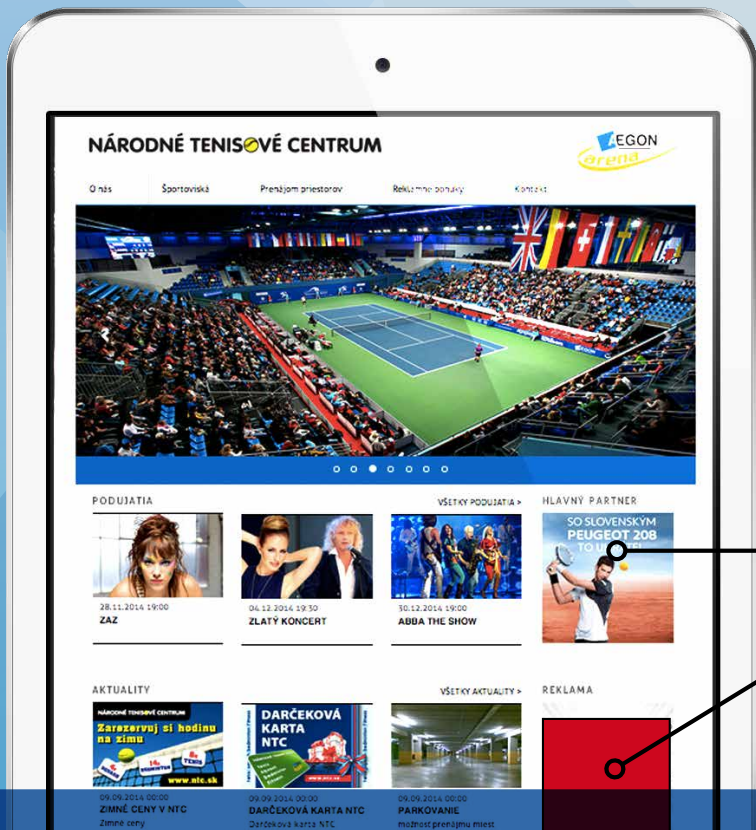 NÁRODNÉ TENISOVÉ CENTRUM
AEGON
arena
O nás Športoviská Prenájom priestorov Reklamné ponuky Kontakt
PODUJATIA
VŠETKY PODUJATIA >
HLAVNÝ PARTNER
SO SLOVENSKÝM
PEUGEOT 208
28.11.2014 19:00
ZAZ
04.12.2014 19:30
ZLATÝ KONCERT
30.12.2014 19:00
ABBA THE SHOW
AKTUALITY
VŠETKY AKTUALITY >
REKLAMA
NÁRODNÉ TENISOVÉ CENTRUM
Zarezervuj si hodinu
na zimu
BADMINTON
TENIS
www.ntc.sk
DARČEKOVÁ
KARTA
NTC
09.09.2014 00:00
ZIMNÉ CENY V NTC
Zimné ceny
09.09.2014 00:00
DARČEKOVÁ KARTA NTC
Darčeková karta NTC
09.09.2014 00:00
PARKOVANIE
možnosť prenájmu miest